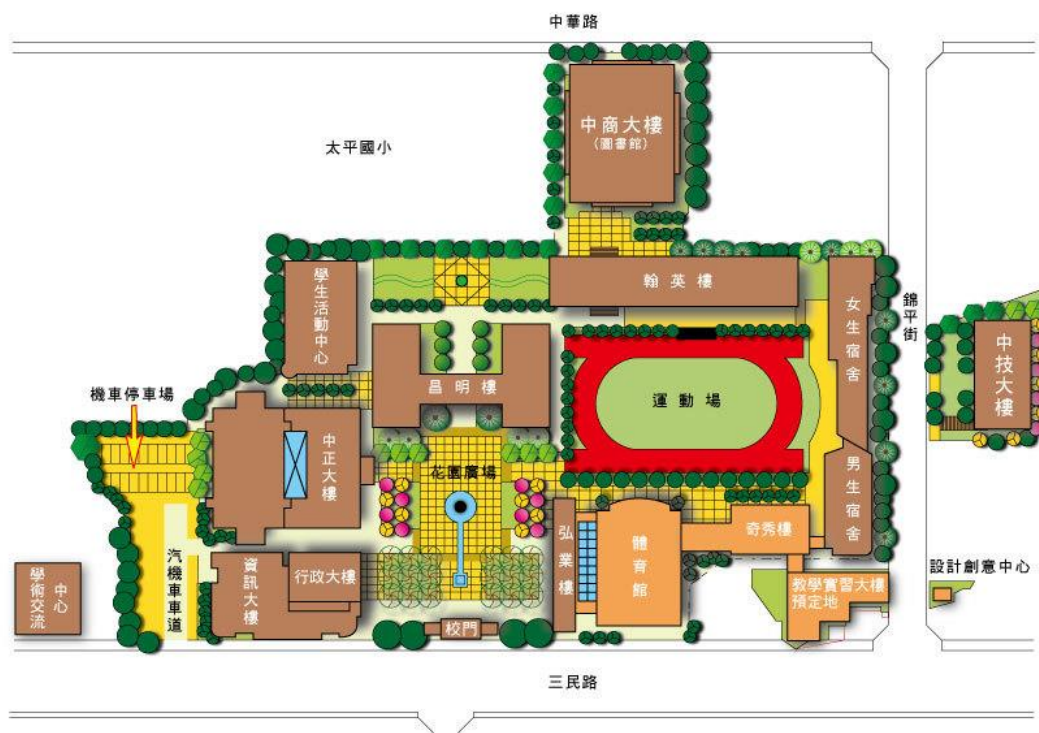 中華路
中商大樓
(圖書館)
太平國小
學生活動中心
翰英樓
女生宿舍
錦平街
中技大樓
昌明樓
運動場
機車停車場
中正大樓
花園廣場
男生宿舍
弘業樓
體育館
奇秀樓
汽機車車道
資訊大樓
行政大樓
教學實習大樓
預定地
設計創意中心
學術交流
中心
校門
三民路